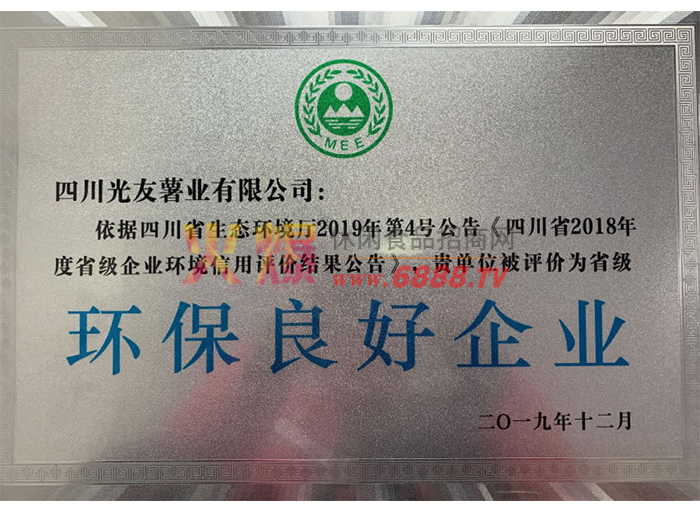 MEE
四川光友薯业有限公司：
依据四川省生态环境厅2019年第4号公告《四川省2018年
度省级企业环境信用评价结果公告》，贵单位被评价为省级
火爆 休闲食品招商网
www.6888.TV
环保良好企业
二〇一九年十二月